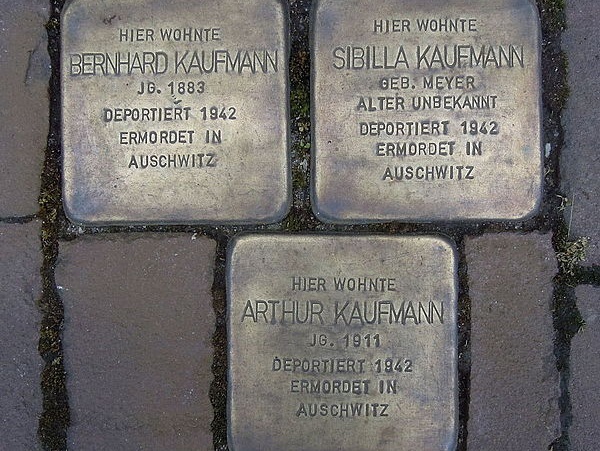 HIER WOHNTE
BERNHARD KAUFMANN
JG. 1883
DEPORTIERT 1942
ERMORDET IN
AUSCHWITZ
HIER WOHNTE
SIBILLA KAUFMANN
GEB. MEYER
ALTER UNBEKANNT
DEPORTIERT 1942
ERMORDET IN
AUSCHWITZ
HIER WOHNTE
ARTHUR KAUFMANN
JG. 1911
DEPORTIERT 1942
ERMORDET IN
AUSCHWITZ